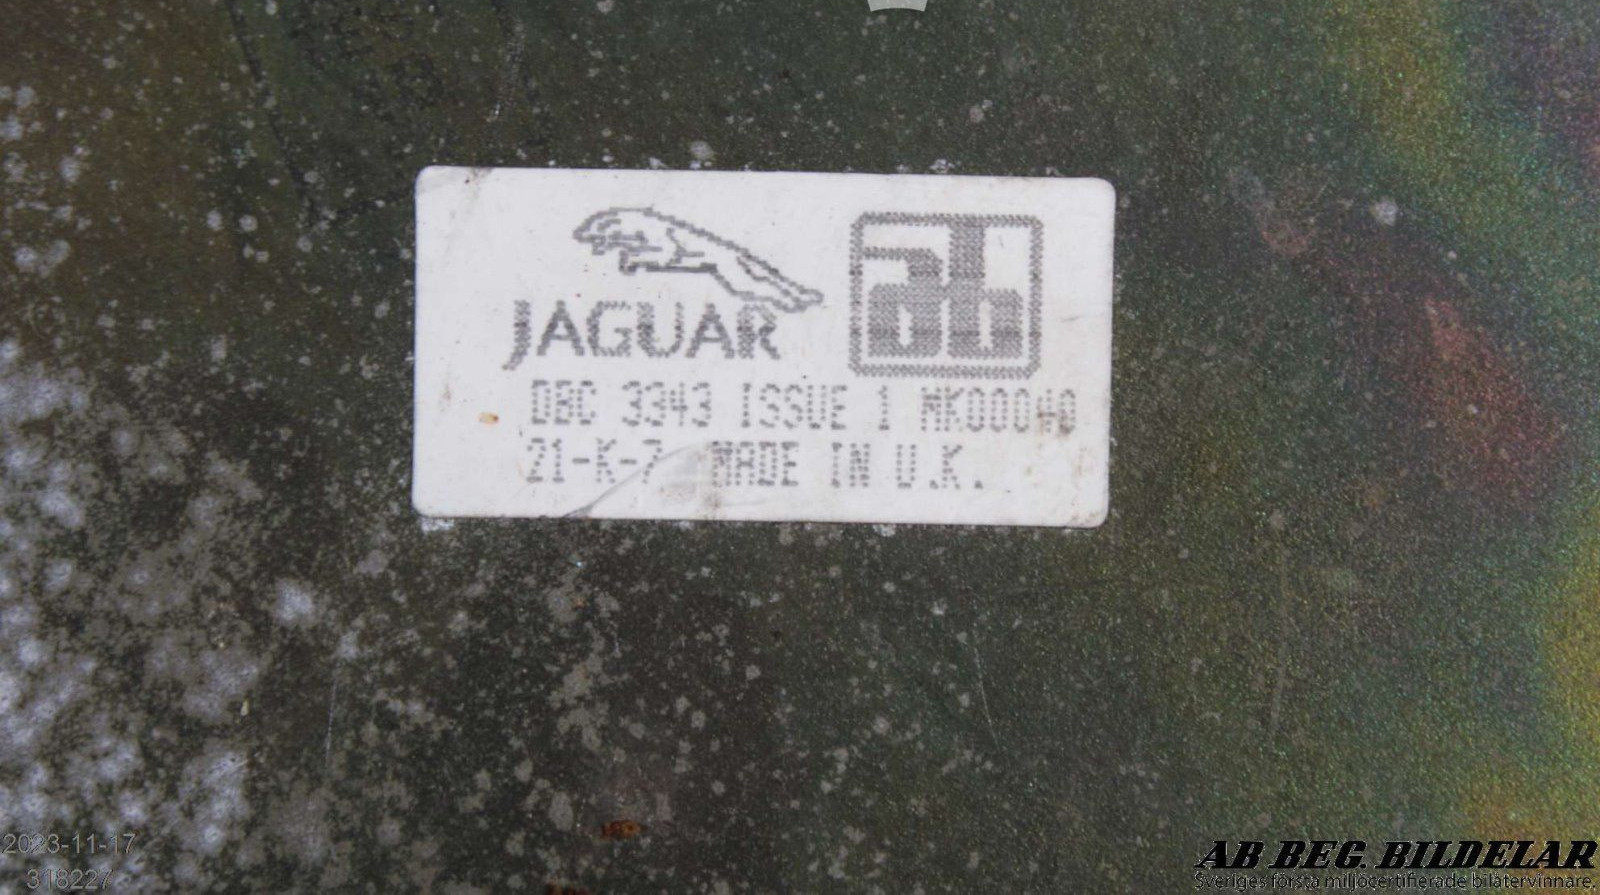 JAGUAR
ab
DBC 3343 ISSUE 1 MK00040
21-K-7 MADE IN U.K.
2023-11-17
318227
AB BEG. BILDELAR
Sveriges första miljöcertifierade bilåtervinnare.